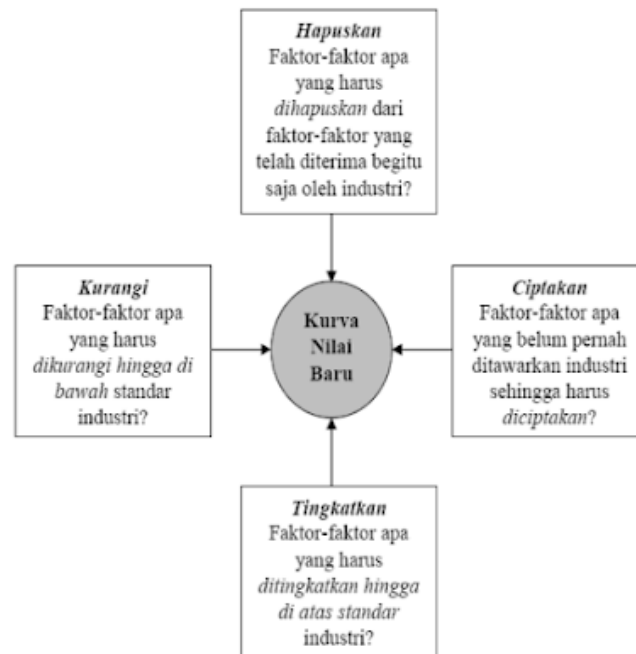 Hapuskan
Faktor-faktor apa
yang harus
dihapuskan dari
faktor-faktor yang
telah diterima begitu
saja oleh industri?
Kurangi
Faktor-faktor apa
yang harus
dikurangi hingga di
bawah standar
industri?
Kurva
Nilai
Baru
Ciptakan
Faktor-faktor apa
yang belum pernah
ditawarkan industri
sehingga harus
diciptakan?
Tingkatkan
Faktor-faktor apa
yang harus
ditingkatkan hingga
di atas standar
industri?